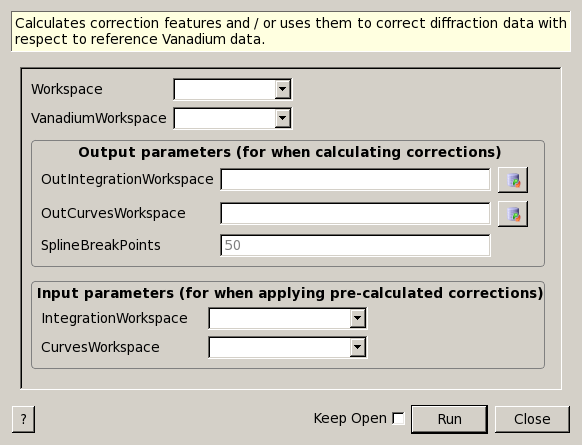 Calculates correction features and / or uses them to correct diffraction data with
respect to reference Vanadium data.
Workspace
VanadiumWorkspace
Output parameters (for when calculating corrections)
OutIntegrationWorkspace
OutCurvesWorkspace
SplineBreakPoints 50
Input parameters (for when applying pre-calculated corrections)
IntegrationWorkspace
CurvesWorkspace
? Keep Open Run Close